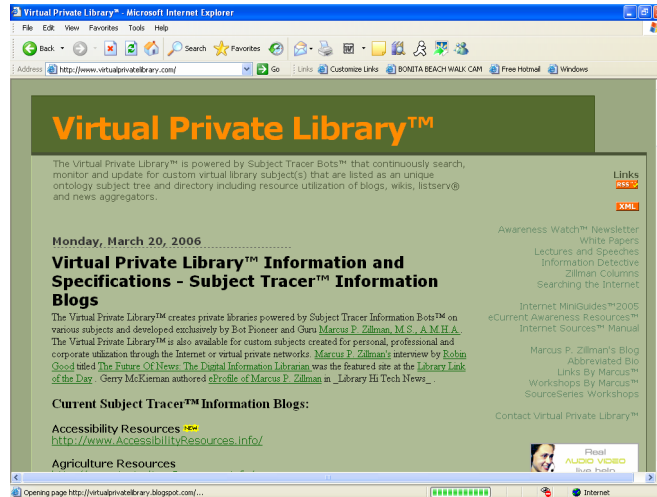 Virtual Private Library™ - Microsoft Internet Explorer
File Edit View Favorites Tools Help
Back Search Favorites
Address http://www.virtualprivatelibrary.com/ Go Links Customize Links BONITA BEACH WALK CAM Free Hotmail Windows
Virtual Private Library™
The Virtual Private Library™ is powered by Subject Tracer Bots™ that continuously search,
monitor and update for custom virtual library subject(s) that are listed as an unique
ontology subject tree and directory including resource utilization of blogs, wikis, listserv®
and news aggregators.
Links
RSS
XML
Monday, March 20, 2006
Virtual Private Library™ Information and
Specifications - Subject Tracer™ Information
Blogs
The Virtual Private Library™ creates private libraries powered by Subject Tracer Information Bots™ on
various subjects and developed exclusively by Bot Pioneer and Guru Marcus P. Zillman, M.S., A.M.H.A..
The Virtual Private Library™ is also available for custom subjects created for personal, professional and
corporate utilization through the Internet or virtual private networks. Marcus P. Zillman's interview by Robin
Good titled The Future Of News: The Digital Information Librarian was the featured site at the Library Link
of the Day . Gerry McKiernan authored eProfile of Marcus P. Zillman in _Library Hi Tech News_ .
Current Subject Tracer™ Information Blogs:
Accessibility Resources NEW
http://www.AccessibilityResources.info/
Agriculture Resources
Awareness Watch™ Newsletter
White Papers
Lectures and Speeches
Information Detective
Zillman Columns
Searching the Internet
Internet MiniGuides™2005
eCurrent Awareness Resources™
Internet Sources™ Manual
Marcus P. Zillman's Blog
Abbreviated Bio
Links By Marcus™
Workshops By Marcus™
SourceSeries Workshops
Contact Virtual Private Library™
Real
AUDIO VIDEO
live help
Opening page http://virtualprivatelibrary.blogspot.com/... Internet